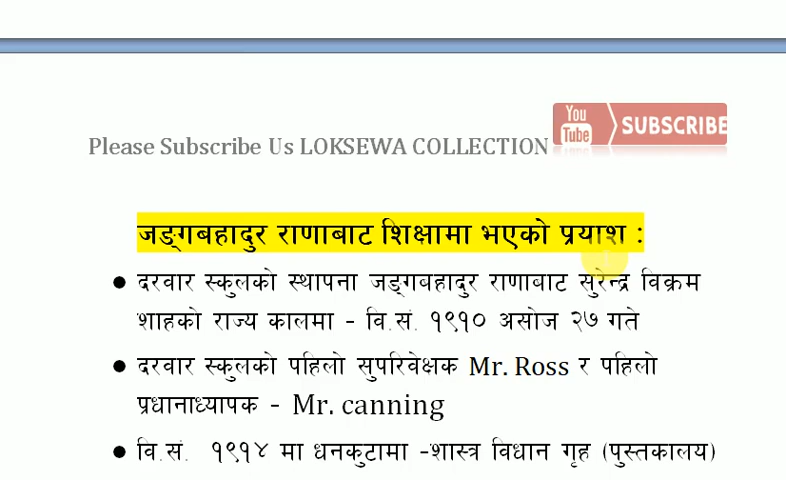 You
Tube SUBSCRIBE
Please Subscribe Us LOKSEWA COLLECTION
जङ्गबहादुर राणाबाट शिक्षामा भएको प्रयाश :
● दरवार स्कुलको स्थापना जङ्गबहादुर राणाबाट सुरेन्द्र विक्रम
शाहको राज्य कालमा - वि.सं. १९१० असोज २७ गते
● दरवार स्कुलको पहिलो सुपरिवेक्षक Mr. Ross र पहिलो
प्रधानाध्यापक - Mr. canning
● वि.सं. १९१४ मा धनकुटामा -शास्त्र विधान गृह (पुस्तकालय)